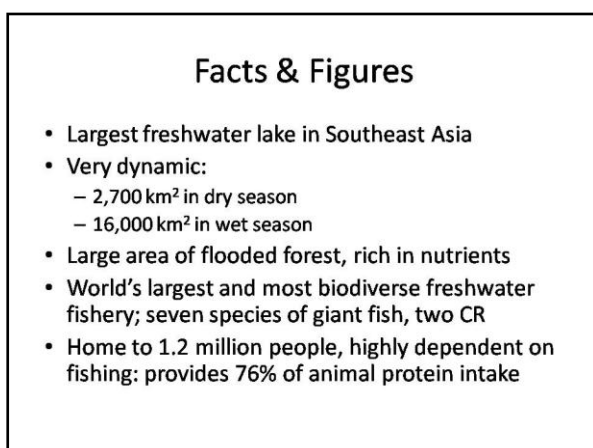 Facts & Figures
• Largest freshwater lake in Southeast Asia
• Very dynamic:
– 2,700 km² in dry season
– 16,000 km² in wet season
• Large area of flooded forest, rich in nutrients
• World's largest and most biodiverse freshwater
fishery; seven species of giant fish, two CR
• Home to 1.2 million people, highly dependent on
fishing: provides 76% of animal protein intake